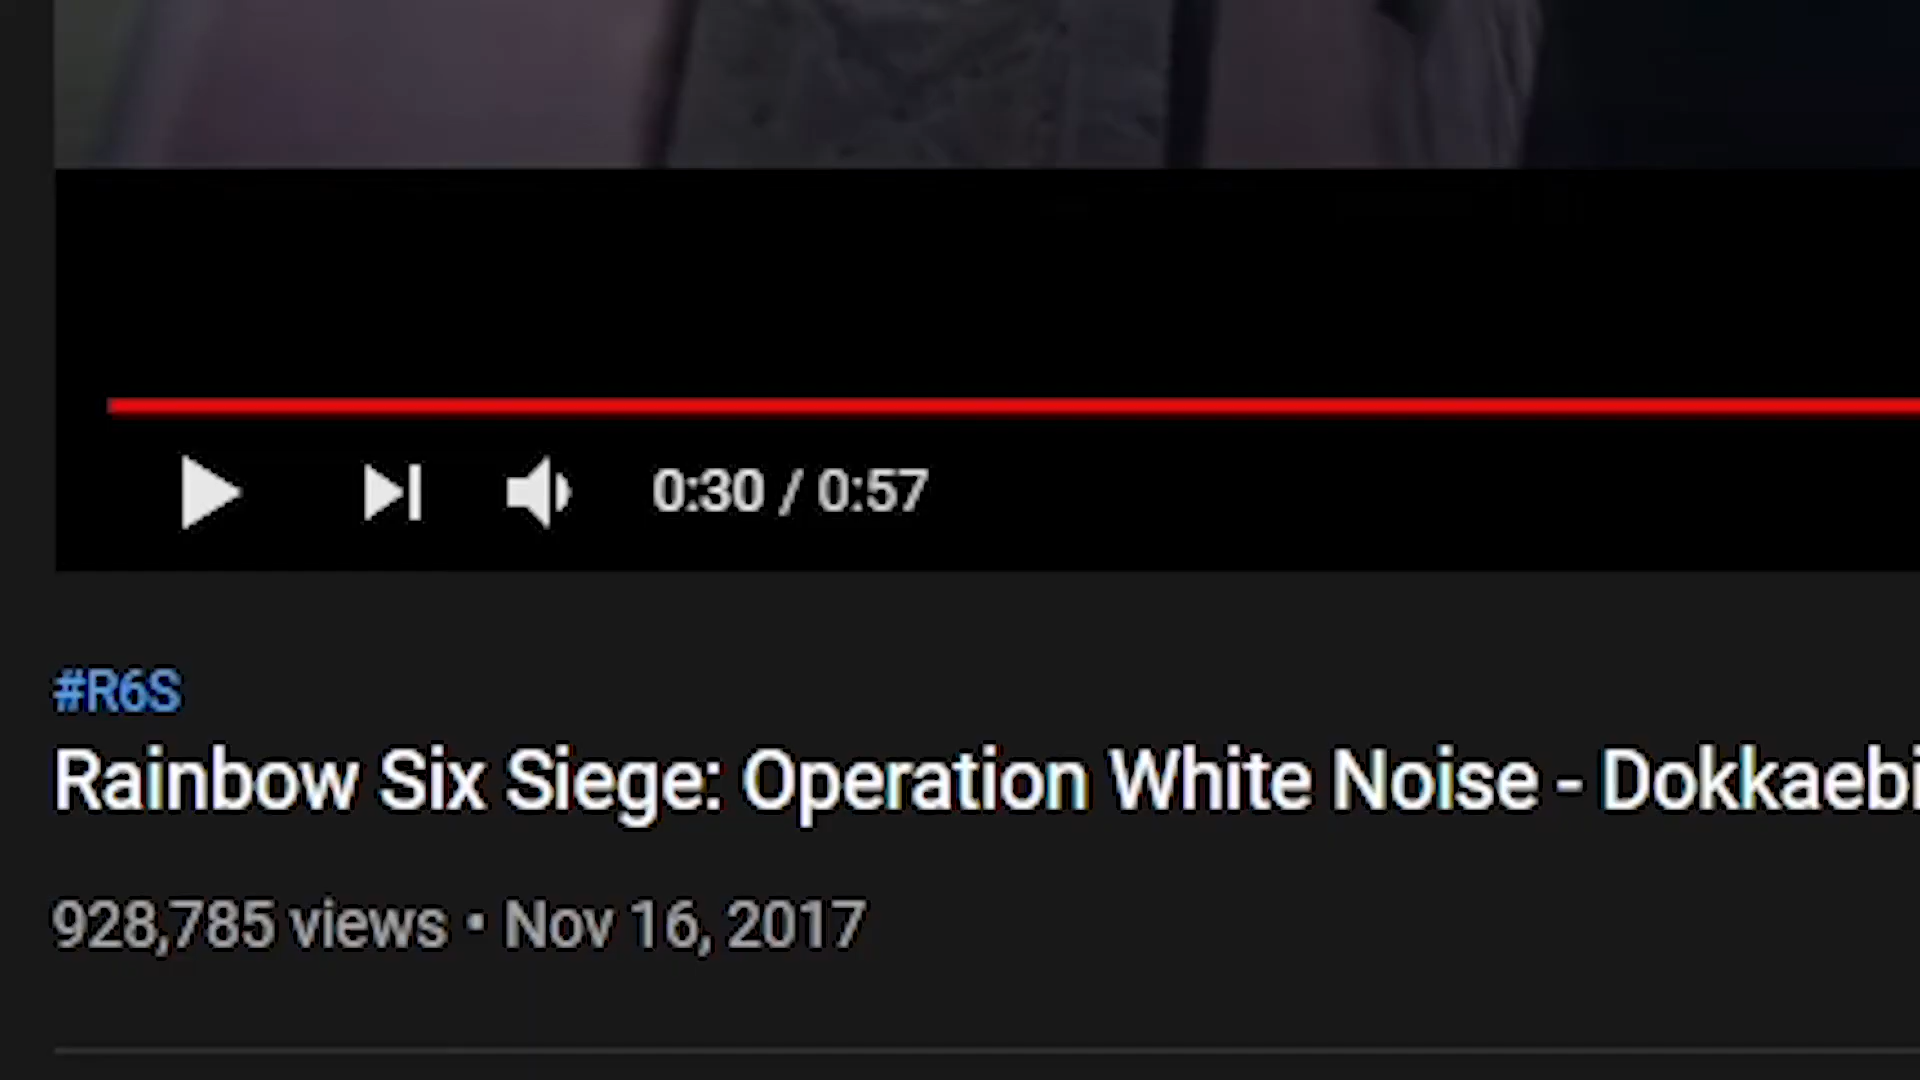 0:30 / 0:57
#R6S
Rainbow Six Siege: Operation White Noise - Dokkaebi
928,785 views • Nov 16, 2017